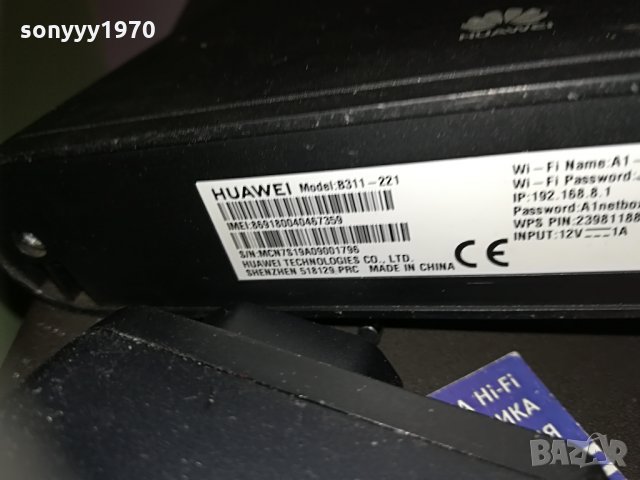 sonyyy1970
HUAWEI
HUAWEI Model:B311-221
IMEI:869180040467359
S/N:MCN7S19A09001796
HUAWEI TECHNOLOGIES CO., LTD.
SHENZHEN 518129,PRC MADE IN CHINA
Wi-Fi Name:A1-
Wi-Fi Password:
IP:192.168.8.1
Password:A1netbox
WPS PIN:23981188
INPUT:12V 1A
CE
А Hi-Fi
ИКА
Я
bazar.bg